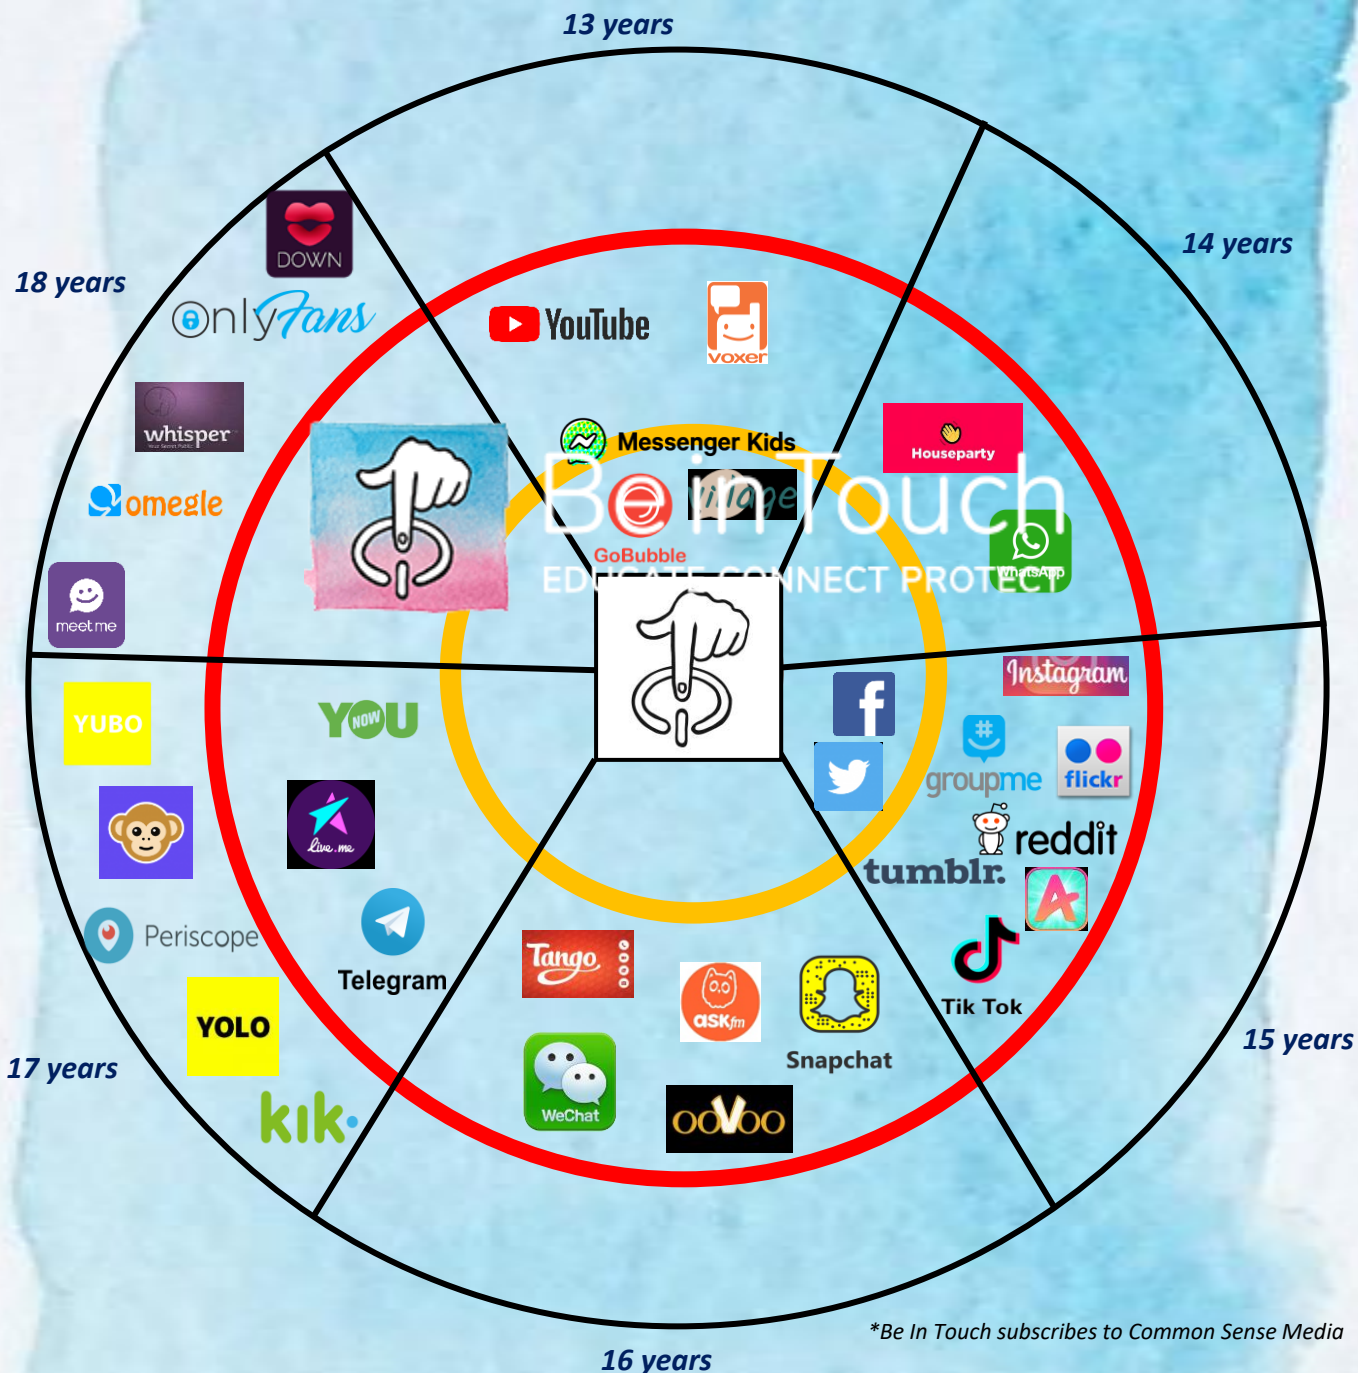 13 years
14 years
18 years
DOWN
OnlyFans
YouTube
voxer
whisper
Messenger Kids
Houseparty
village
Be in Touch
omegle
GoBubble
WhatsApp
EDUCATE CONNECT PROTECT
meetme
Instagram
YUBO
YOU
NOW
f
groupme
flickr
reddit
live.me
tumblr.
A
Periscope
Tango
Telegram
Tik Tok
ask fm
YOLO
Snapchat
15 years
17 years
WeChat
ooVoo
kik
*Be In Touch subscribes to Common Sense Media
16 years